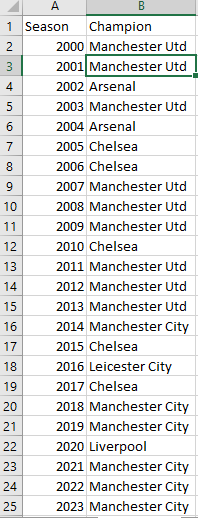 A B
1 Season Champion
2 2000 Manchester Utd
3 2001 Manchester Utd
4 2002 Arsenal
5 2003 Manchester Utd
6 2004 Arsenal
7 2005 Chelsea
8 2006 Chelsea
9 2007 Manchester Utd
10 2008 Manchester Utd
11 2009 Manchester Utd
12 2010 Chelsea
13 2011 Manchester Utd
14 2012 Manchester Utd
15 2013 Manchester Utd
16 2014 Manchester City
17 2015 Chelsea
18 2016 Leicester City
19 2017 Chelsea
20 2018 Manchester City
21 2019 Manchester City
22 2020 Liverpool
23 2021 Manchester City
24 2022 Manchester City
25 2023 Manchester City